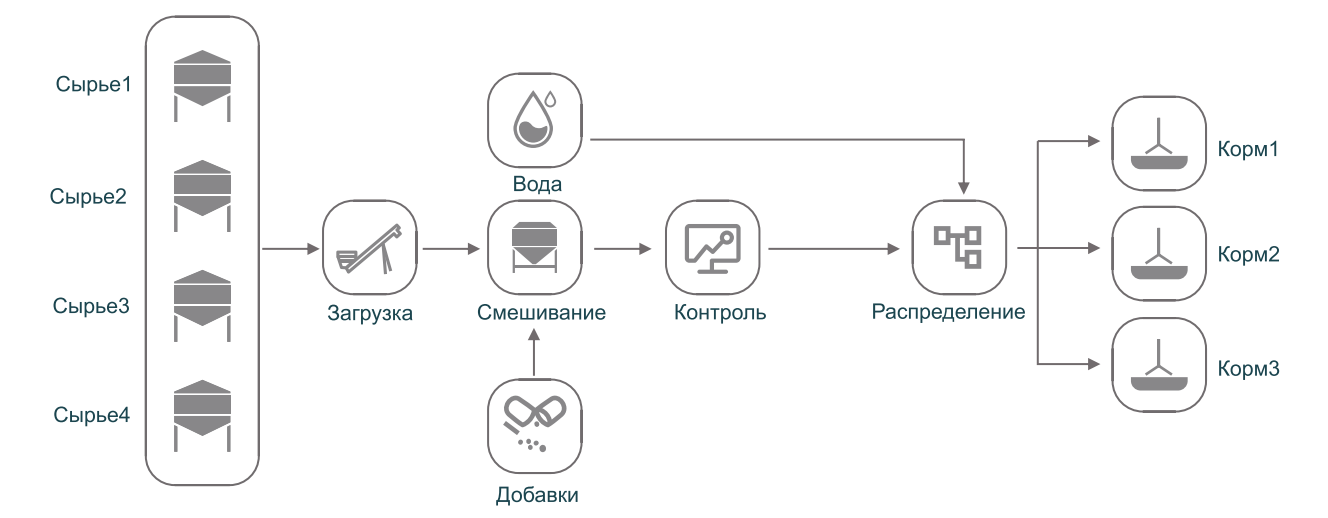 Сырье1
Сырье2
Сырье3
Сырье4
Загрузка
Вода
Смешивание
Добавки
Контроль
Распределение
Корм1
Корм2
Корм3